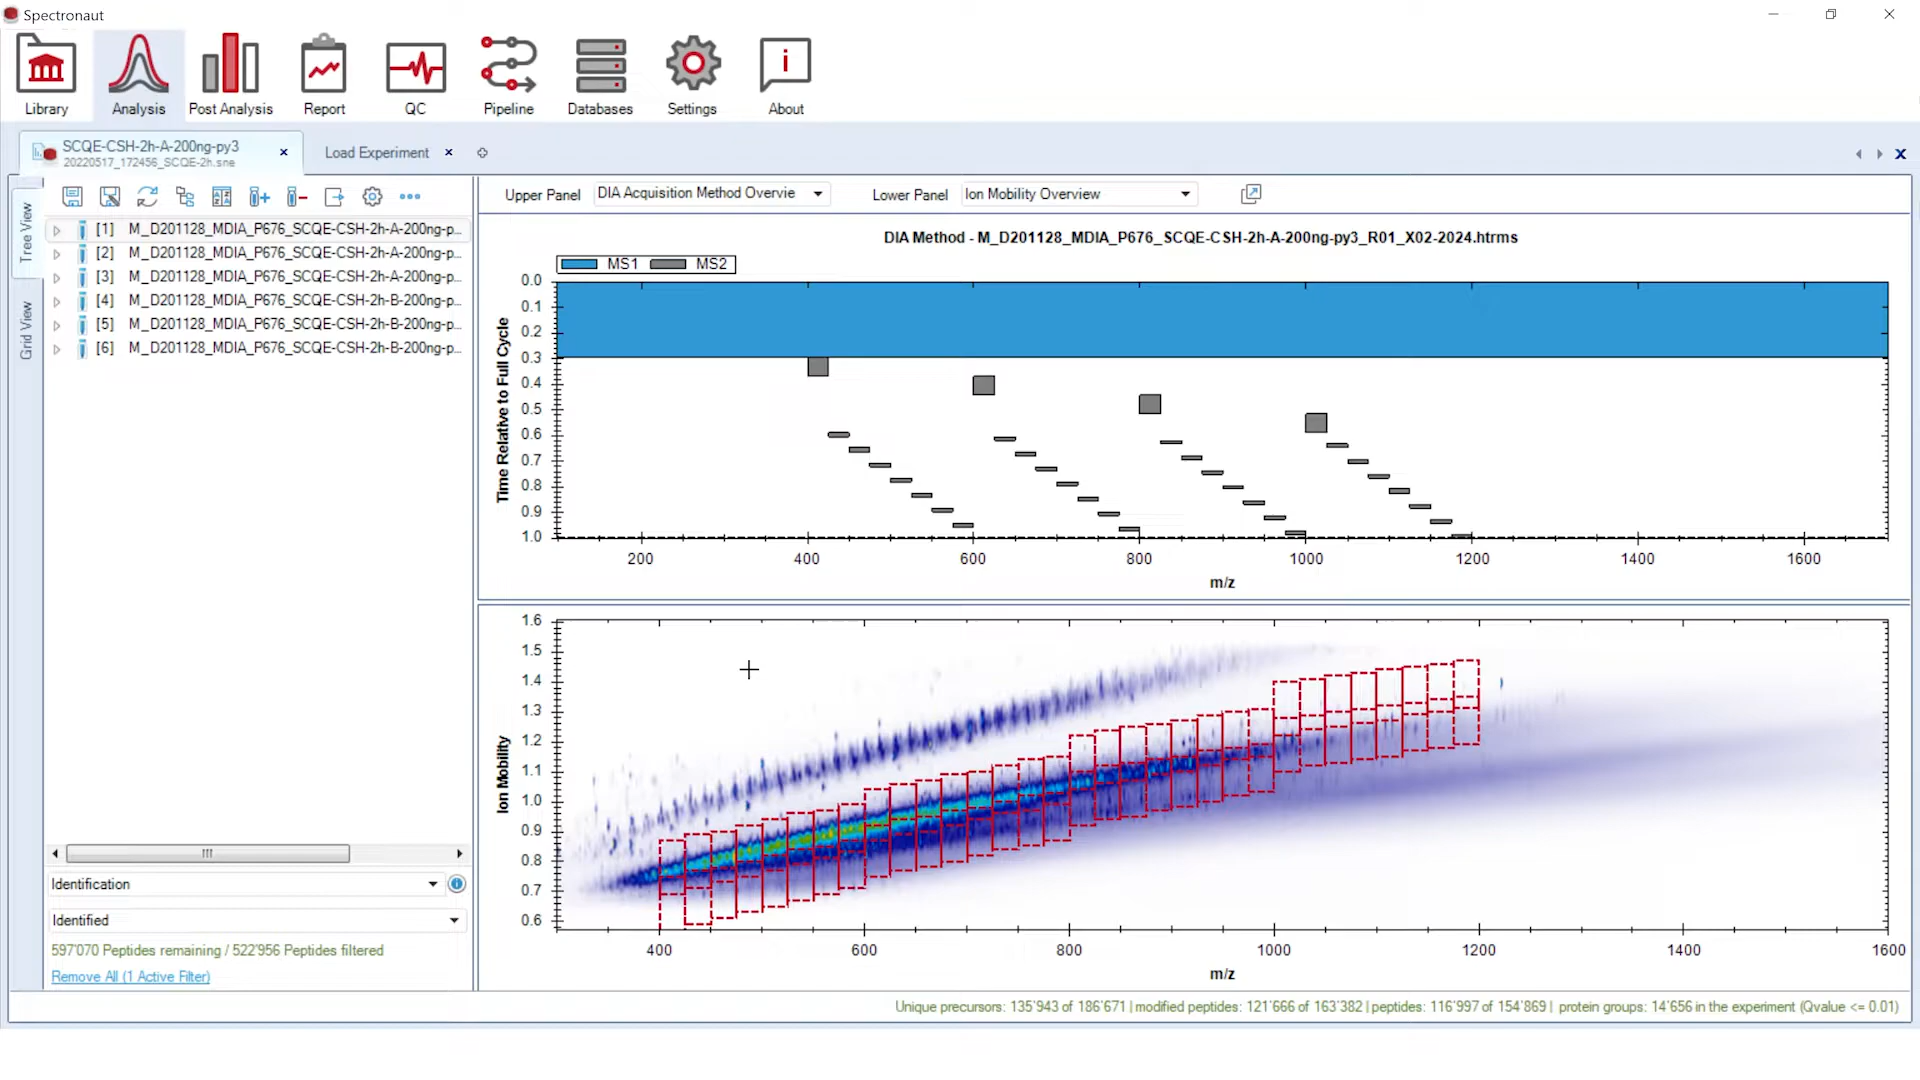 Spectronaut
Library Analysis Post Analysis Report QC Pipeline Databases Settings About
SCQE-CSH-2h-A-200ng-py3
20220517_172456_SCQE-2h.sne
Load Experiment
Tree View
Grid View
[1] M_D201128_MDIA_P676_SCQE-CSH-2h-A-200ng-p...
[2] M_D201128_MDIA_P676_SCQE-CSH-2h-A-200ng-p...
[3] M_D201128_MDIA_P676_SCQE-CSH-2h-A-200ng-p...
[4] M_D201128_MDIA_P676_SCQE-CSH-2h-B-200ng-p...
[5] M_D201128_MDIA_P676_SCQE-CSH-2h-B-200ng-p...
[6] M_D201128_MDIA_P676_SCQE-CSH-2h-B-200ng-p...
Identification
Identified
597'070 Peptides remaining / 522'956 Peptides filtered
Remove All (1 Active Filter)
Upper Panel DIA Acquisition Method Overvie Lower Panel Ion Mobility Overview
DIA Method - M_D201128_MDIA_P676_SCQE-CSH-2h-A-200ng-py3_R01_X02-2024.htrms
MS1 MS2
Time Relative to Full Cycle
0.0
0.1
0.2
0.3
0.4
0.5
0.6
0.7
0.8
0.9
1.0
200 400 600 800 1000 1200 1400 1600
m/z
Ion Mobility
1.6
1.5
1.4
1.3
1.2
1.1
1.0
0.9
0.8
0.7
0.6
400 600 800 1000 1200 1400 1600
m/z
Unique precursors: 135'943 of 186'671 | modified peptides: 121'666 of 163'382 | peptides: 116'997 of 154'869 | protein groups: 14'656 in the experiment (Qvalue <= 0.01)